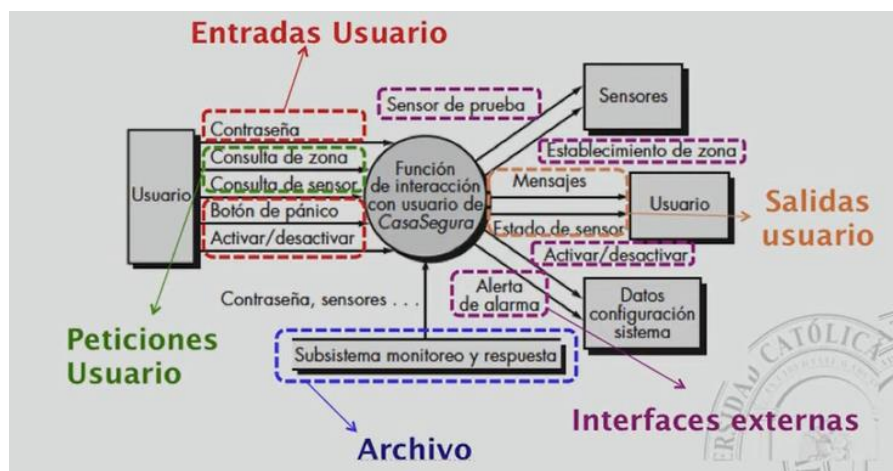 Entradas Usuario
Sensor de prueba
Sensores
Contraseña
Consulta de zona
Consulta de sensor
Botón de pánico
Activar/desactivar
Usuario
Función
de interacción
con usuario de
CasaSegura
Establecimiento de zona
Mensajes
Estado de sensor
Usuario
Salidas
usuario
Activar/desactivar
Alerta
de alarma
Datos
configuración
sistema
Contraseña, sensores . . .
Peticiones
Usuario
Subsistema monitoreo y respuesta
Interfaces externas
Archivo